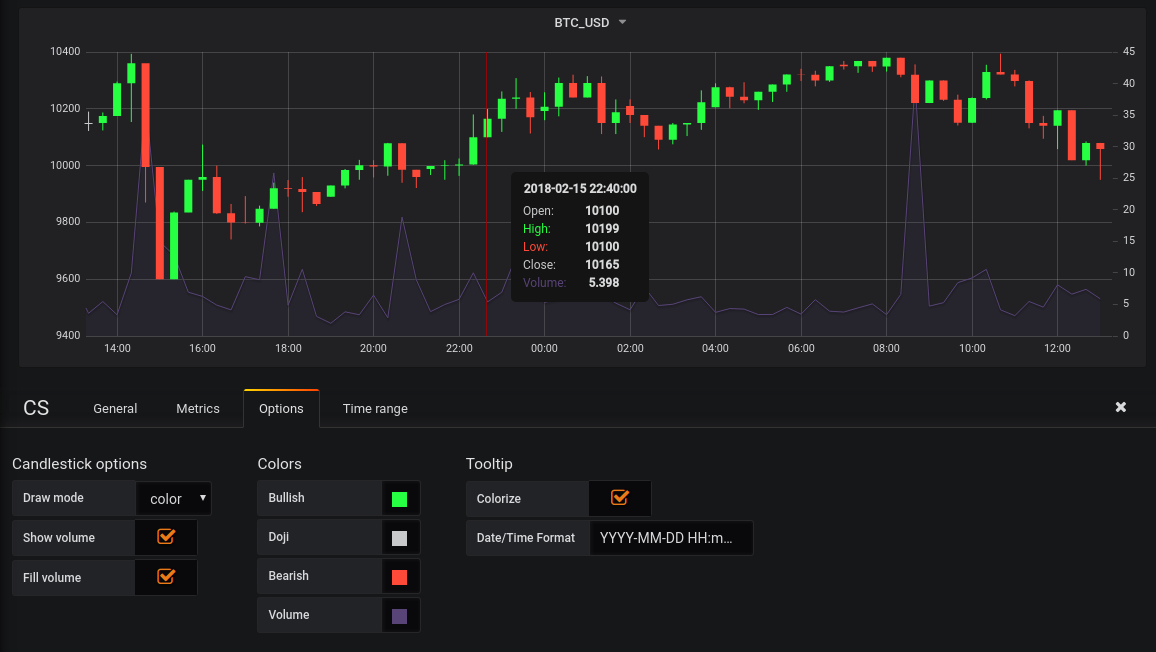 BTC_USD
10400
10200
10000
9800
9600
9400
45
40
35
30
25
20
15
10
5
0
14:00 16:00 18:00 20:00 22:00 00:00 02:00 04:00 06:00 08:00 10:00 12:00
2018-02-15 22:40:00
Open: 10100
High: 10199
Low: 10100
Close: 10165
Volume: 5.398
CS General Metrics Options Time range
Candlestick options
Draw mode color
Show volume
Fill volume
Colors
Bullish
Doji
Bearish
Volume
Tooltip
Colorize
Date/Time Format YYYY-MM-DD HH:m...